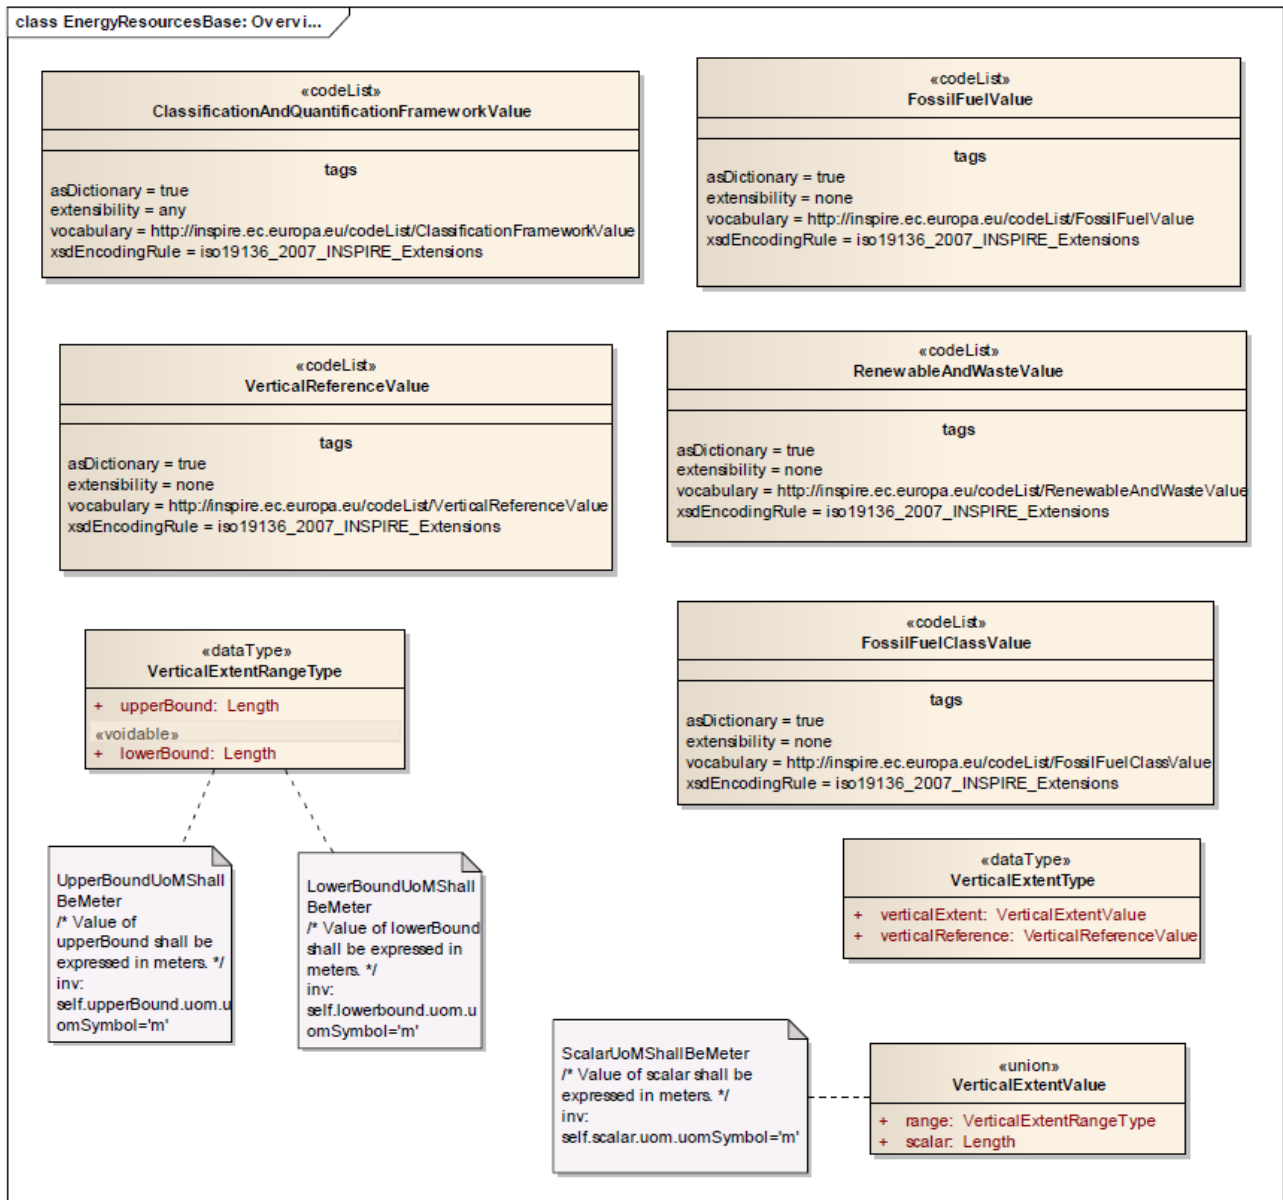 class EnergyResourcesBase: Overvi...
«codeList»
ClassificationAndQuantificationFrameworkValue
tags
asDictionary = true
extensibility = any
vocabulary = http://inspire.ec.europa.eu/codeList/ClassificationFrameworkValue
xsdEncodingRule = iso19136_2007_INSPIRE_Extensions
«codeList»
FossilFuelValue
tags
asDictionary = true
extensibility = none
vocabulary = http://inspire.ec.europa.eu/codeList/FossilFuelValue
xsdEncodingRule = iso19136_2007_INSPIRE_Extensions
«codeList»
VerticalReferenceValue
tags
asDictionary = true
extensibility = none
vocabulary = http://inspire.ec.europa.eu/codeList/VerticalReferenceValue
xsdEncodingRule = iso19136_2007_INSPIRE_Extensions
«codeList»
RenewableAndWasteValue
tags
asDictionary = true
extensibility = none
vocabulary = http://inspire.ec.europa.eu/codeList/RenewableAndWasteValue
xsdEncodingRule = iso19136_2007_INSPIRE_Extensions
«dataType»
VerticalExtentRangeType
+ upperBound: Length
«voidable»
+ lowerBound: Length
«codeList»
FossilFuelClassValue
tags
asDictionary = true
extensibility = none
vocabulary = http://inspire.ec.europa.eu/codeList/FossilFuelClassValue
xsdEncodingRule = iso19136_2007_INSPIRE_Extensions
UpperBoundUoMShall
BeMeter
/* Value of
upperBound shall be
expressed in meters. */
inv:
self.upperBound.uom.u
omSymbol='m'
LowerBoundUoMShall
BeMeter
/* Value of lowerBound
shall be expressed in
meters. */
inv:
self.lowerbound.uom.u
omSymbol='m'
«dataType»
VerticalExtentType
+ verticalExtent: VerticalExtentValue
+ verticalReference: VerticalReferenceValue
ScalarUoMShallBeMeter
/* Value of scalar shall be
expressed in meters. */
inv:
self.scalar.uom.uomSymbol='m'
«union»
VerticalExtentValue
+ range: VerticalExtentRangeType
+ scalar: Length